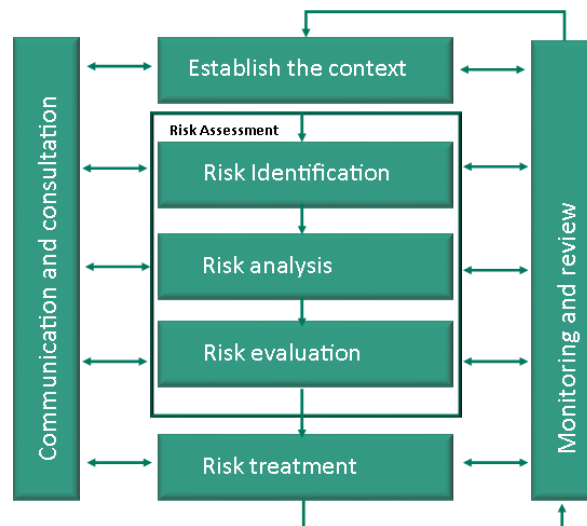 Establish the context
Risk Assessment
Risk Identification
Risk analysis
Risk evaluation
Risk treatment
Communication and consultation
Monitoring and review